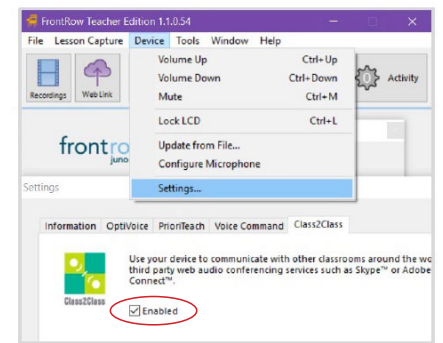 FrontRow Teacher Edition 1.1.0.54
File Lesson Capture Device Tools Window Help
Volume Up Ctrl+Up
Volume Down Ctrl+Down
Mute Ctrl+M
Lock LCD Ctrl+L
Update from File...
Configure Microphone
Settings...
Recordings Web Link Activity
frontro
juno
Settings
Information OptiVoice PrioriTeach Voice Command Class2Class
Use your device to communicate with other classrooms around the wo
third party web audio conferencing services such as Skype™ or Adobe
Connect™.
Class2Class
Enabled